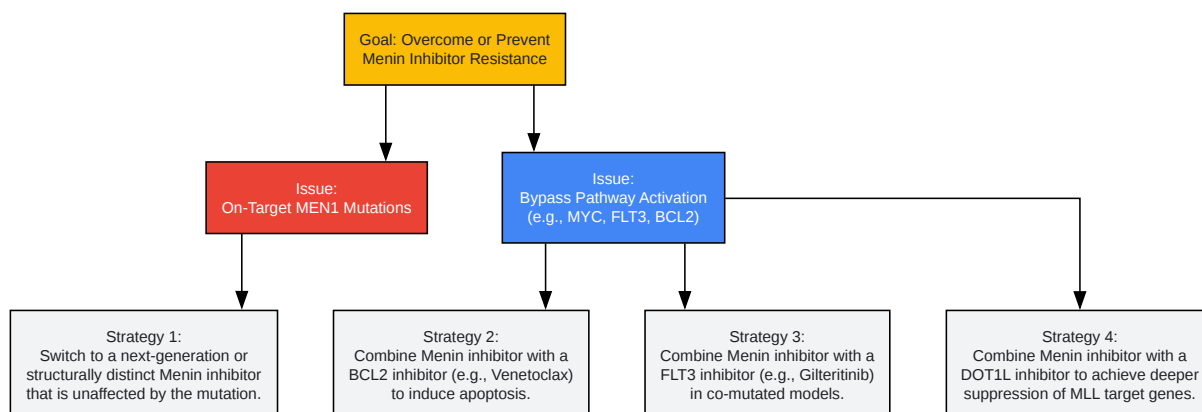 Goal: Overcome or Prevent
Menin Inhibitor Resistance
Issue:
On-Target MEN1 Mutations
Issue:
Bypass Pathway Activation
(e.g., MYC, FLT3, BCL2)
Strategy 1:
Switch to a next-generation or
structurally distinct Menin inhibitor
that is unaffected by the mutation.
Strategy 2:
Combine Menin inhibitor with a
BCL2 inhibitor (e.g., Venetoclax)
to induce apoptosis.
Strategy 3:
Combine Menin inhibitor with a
FLT3 inhibitor (e.g., Gilteritinib)
in co-mutated models.
Strategy 4:
Combine Menin inhibitor with a
DOT1L inhibitor to achieve deeper
suppression of MLL target genes.